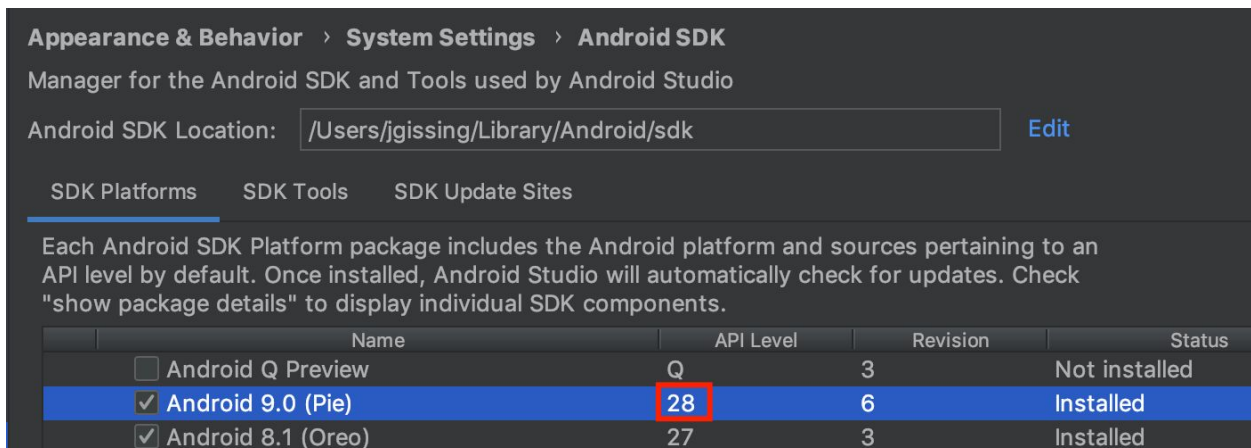 Appearance & Behavior › System Settings › Android SDK
Manager for the Android SDK and Tools used by Android Studio
Android SDK Location: /Users/jgissing/Library/Android/sdk Edit
SDK Platforms SDK Tools SDK Update Sites
Each Android SDK Platform package includes the Android platform and sources pertaining to an
API level by default. Once installed, Android Studio will automatically check for updates. Check
"show package details" to display individual SDK components.
Name API Level Revision Status
Android Q Preview Q 3 Not installed
Android 9.0 (Pie) 28 6 Installed
Android 8.1 (Oreo) 27 3 Installed